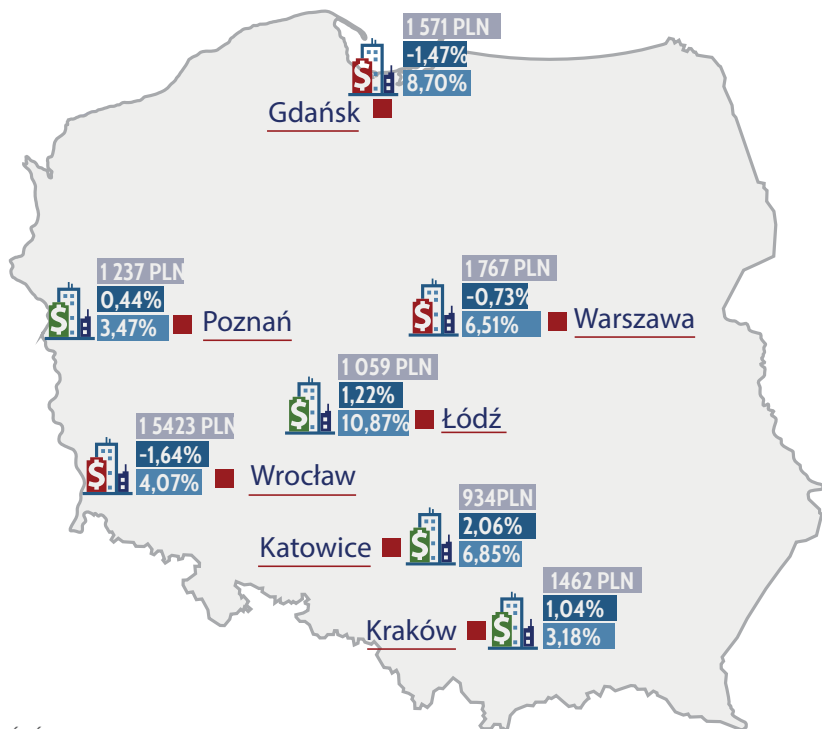 1 571 PLN
-1,47%
8,70%
Gdańsk
1 237 PLN
0,44%
3,47%
Poznań
1 767 PLN
-0,73%
6,51%
Warszawa
1 059 PLN
1,22%
10,87%
Łódź
1 5423 PLN
-1,64%
4,07%
Wrocław
934PLN
2,06%
6,85%
Katowice
1462 PLN
1,04%
3,18%
Kraków